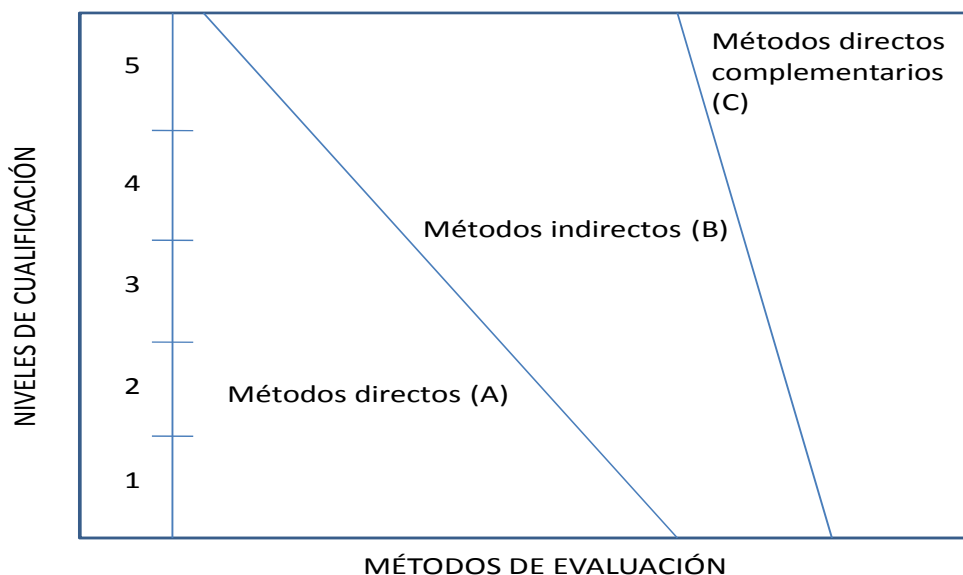 Métodos directos
complementarios
(C)
5
4
Métodos indirectos (B)
3
2
Métodos directos (A)
1
NIVELES DE CUALIFICACIÓN
MÉTODOS DE EVALUACIÓN